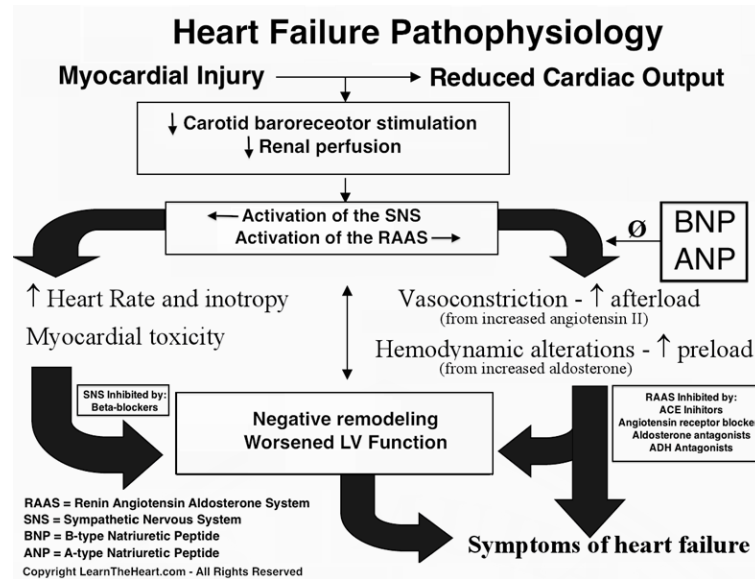 Heart Failure Pathophysiology
Myocardial Injury
Reduced Cardiac Output
↓ Carotid baroreceotor stimulation
↓ Renal perfusion
← Activation of the SNS
Activation of the RAAS →
Ø
BNP
ANP
↑ Heart Rate and inotropy
Myocardial toxicity
Vasoconstriction - ↑ afterload
(from increased angiotensin II)
Hemodynamic alterations - ↑ preload
(from increased aldosterone)
SNS Inhibited by:
Beta-blockers
Negative remodeling
Worsened LV Function
RAAS Inhibited by:
ACE Inihitors
Angiotensin receptor blocker
Aldosterone antagonists
ADH Antagonists
RAAS = Renin Angiotensin Aldosterone System
SNS = Sympathetic Nervous System
BNP = B-type Natriuretic Peptide
ANP = A-type Natriuretic Peptide
Symptoms of heart failure
Copyright LearnTheHeart.com - All Rights Reserved